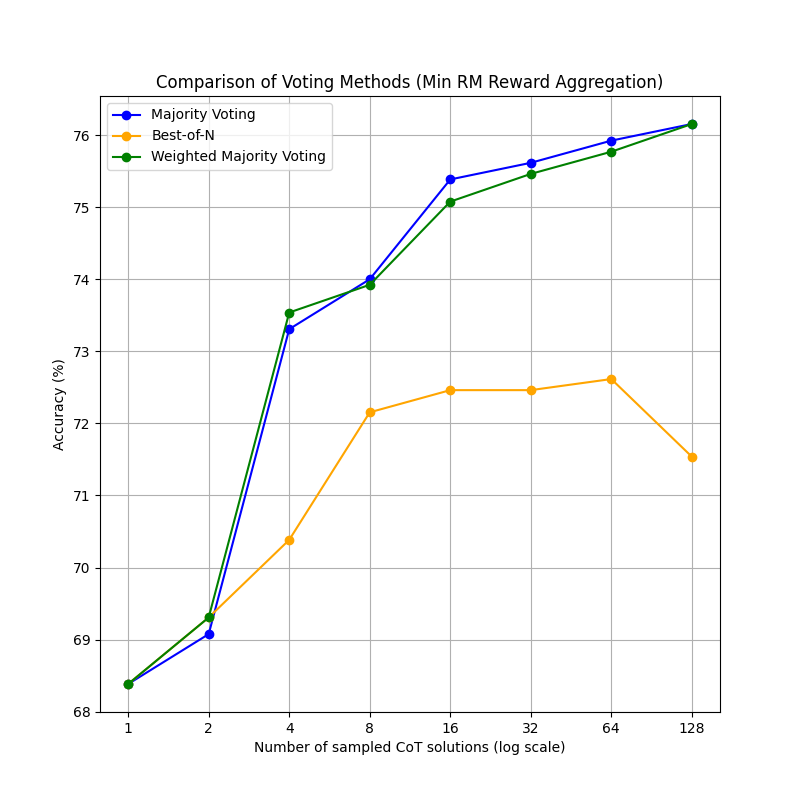 Comparison of Voting Methods (Min RM Reward Aggregation)
Majority Voting
Best-of-N
Weighted Majority Voting
76
75
74
73
72
71
70
69
68
Accuracy (%)
1 2 4 8 16 32 64 128
Number of sampled CoT solutions (log scale)